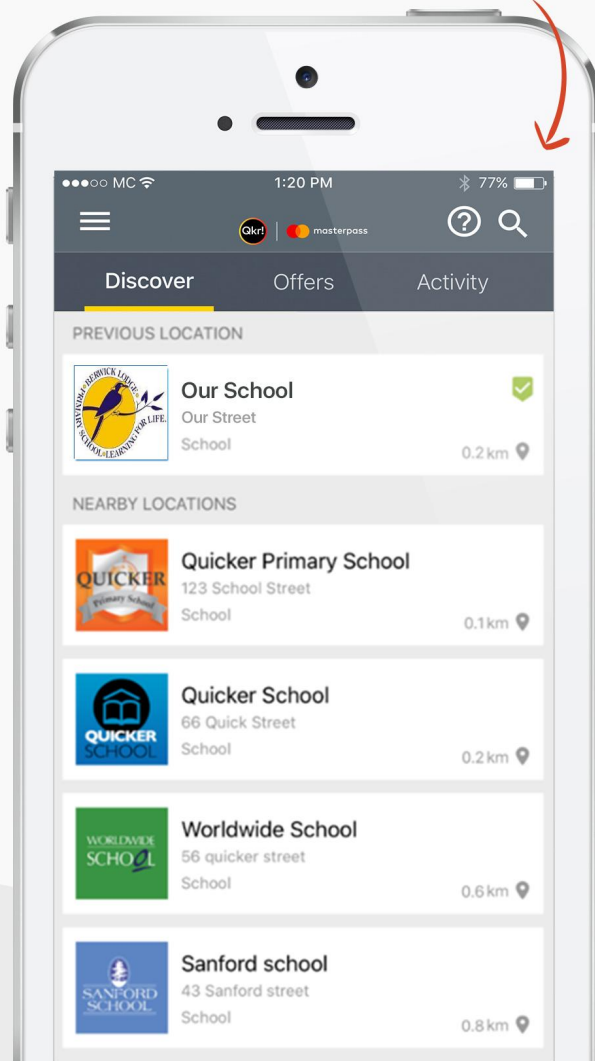 MC
1:20 PM
77%
Qkr!
masterpass
Discover
Offers
Activity
PREVIOUS LOCATION
BERWICK LODGE
PRIMARY SCHOOL • LEARNING FOR LIFE.
Our School
Our Street
School
0.2 km
NEARBY LOCATIONS
QUICKER
Primary School
Quicker Primary School
123 School Street
School
0.1 km
QUICKER
SCHOOL
Quicker School
66 Quick Street
School
0.2 km
WORLDWIDE
SCHOOL
Worldwide School
56 quicker street
School
0.6 km
SANFORD
SCHOOL
Sanford school
43 Sanford street
School
0.8 km